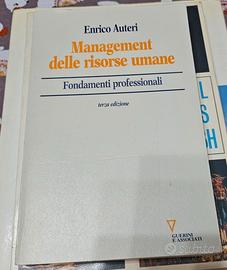 Enrico Auteri
Management
delle risorse umane
Fondamenti professionali
terza edizione
GUERINI
E ASSOCIATI